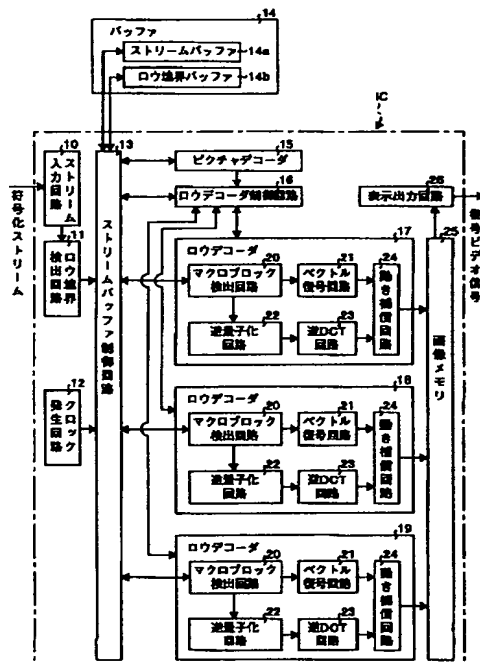 14
バッファ
ストリームバッファ
14a
ロウ境界バッファ
14b
IC
10
ストリーム
入力回路
13
ストリームバッファ制御回路
15
ピクチャデコーダ
16
ロウデコーダ制御回路
26
表示出力回路
符号化ストリーム
復号ビデオ信号
11
ロウ境界
検出回路
12
クロック
発生回路
25
画像メモリ
17
ロウデコーダ
20
マクロブロック
検出回路
21
ベクトル
復号回路
24
動き補償回路
22
逆量子化
回路
23
逆DCT
回路
18
ロウデコーダ
20
マクロブロック
検出回路
21
ベクトル
復号回路
24
動き補償回路
22
逆量子化
回路
23
逆DCT
回路
19
ロウデコーダ
20
マクロブロック
検出回路
21
ベクトル
復号回路
24
動き補償回路
22
逆量子化
回路
23
逆DCT
回路